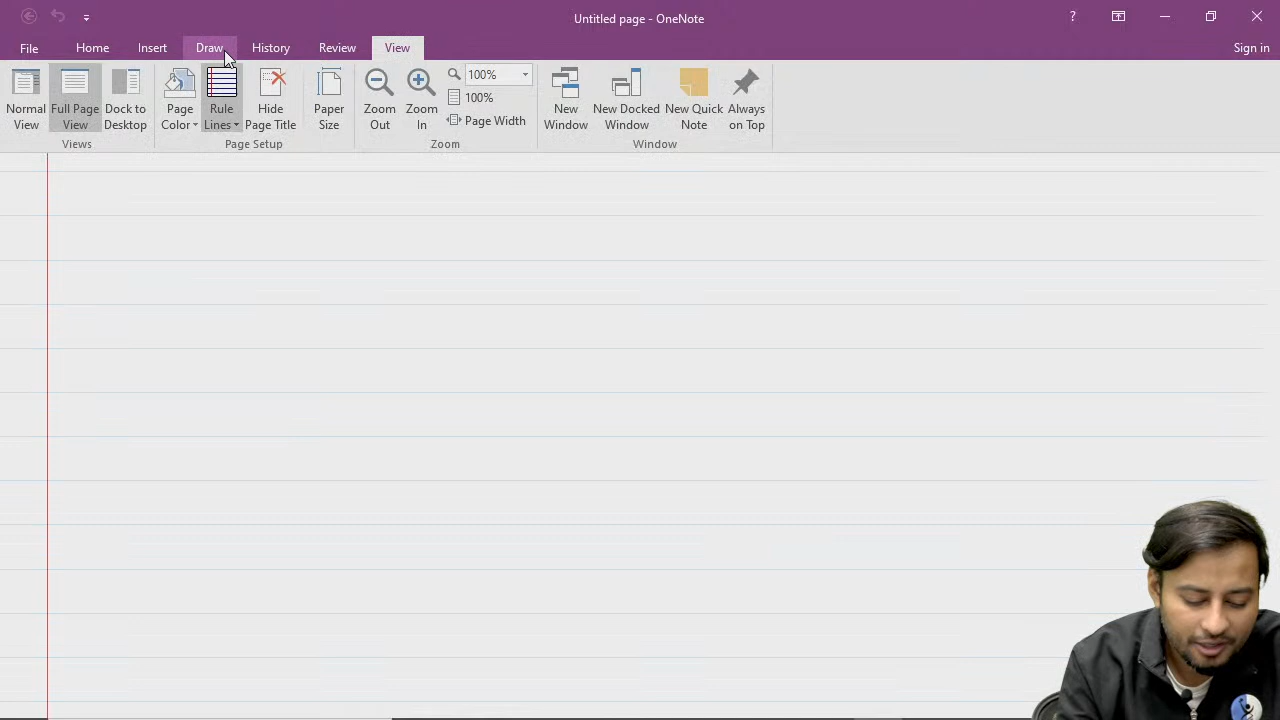 Untitled page - OneNote
?
File Home Insert Draw History Review View Sign in
Normal View
Full Page View
Dock to Desktop
Page Color
Rule Lines
Hide Page Title
Paper Size
Zoom Out
Zoom In
100%
100%
Page Width
New Window
New Docked Window
New Quick Note
Always on Top
Views Page Setup Zoom Window